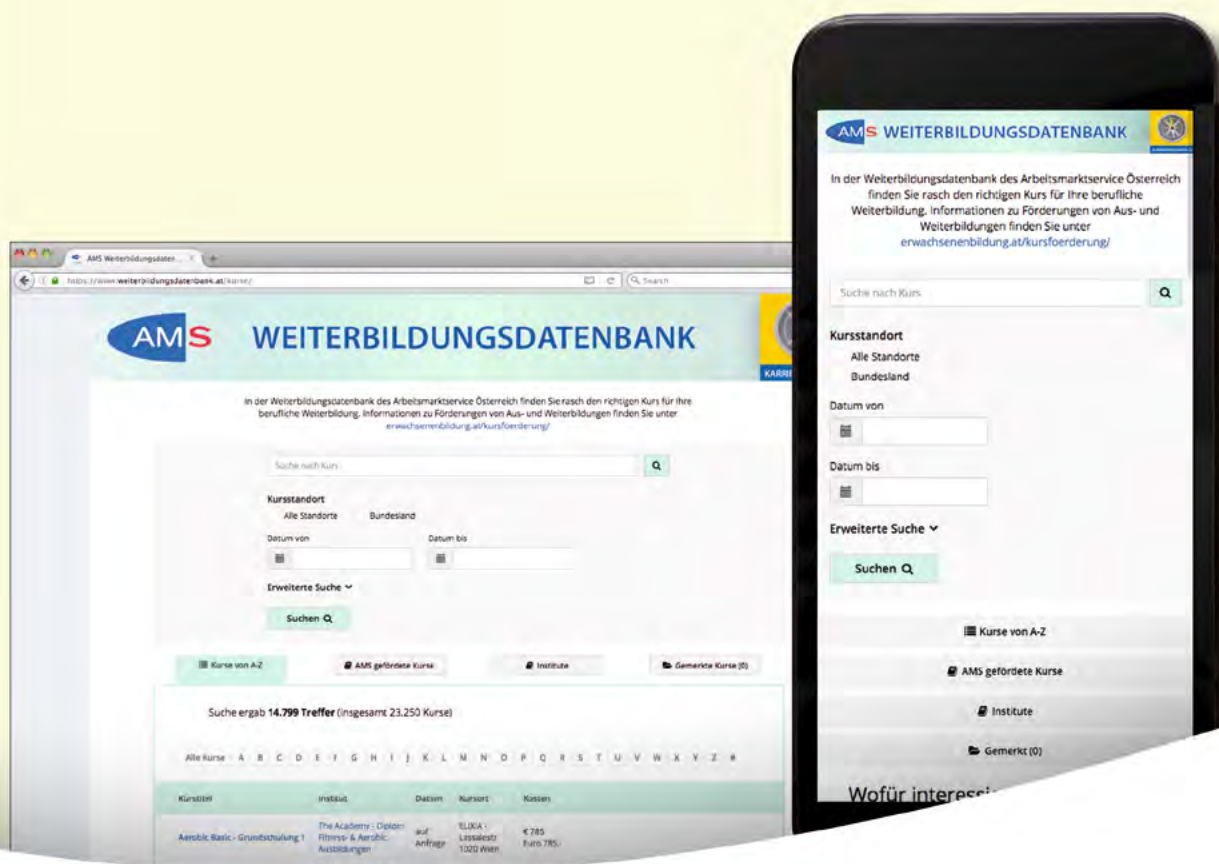 AMS Weiterbildungsdaten...
https://www.weiterbildungsdatenbank.at/kurse/
Search
AMS WEITERBILDUNGSDATENBANK
KARRIE
In der Weiterbildungsdatenbank des Arbeitsmarktservice Österreich finden Sie rasch den richtigen Kurs für Ihre
berufliche Weiterbildung. Informationen zu Förderungen von Aus- und Weiterbildungen finden Sie unter
erwachsenenbildung.at/kursfoerderung/
Suche nach Kurs
Kursstandort
Alle Standorte Bundesland
Datum von Datum bis
Erweiterte Suche
Suchen
Kurse von A-Z AMS gefördete Kurse Institute Gemerkte Kurse (0)
Suche ergab 14.799 Treffer (insgesamt 23.250 Kurse)
Alle Kurse A B C D E F G H I J K L M N O P Q R S T U V W X Y Z #
Kurstitel Institut Datum Kursort Kosten
Aerobic Basic - Grundschulung 1 The Academy - Diplom auf ELIXIA - € 785
Fitness- & Aerobic Anfrage Lassalestr. Euro 785,-
Ausbildungen 1020 Wien
AMS WEITERBILDUNGSDATENBANK
In der Weiterbildungsdatenbank des Arbeitsmarktservice Österreich
finden Sie rasch den richtigen Kurs für Ihre berufliche
Weiterbildung. Informationen zu Förderungen von Aus- und
Weiterbildungen finden Sie unter
erwachsenenbildung.at/kursfoerderung/
Suche nach Kurs
Kursstandort
Alle Standorte
Bundesland
Datum von
Datum bis
Erweiterte Suche
Suchen
Kurse von A-Z
AMS gefördete Kurse
Institute
Gemerkt (0)
Wofür